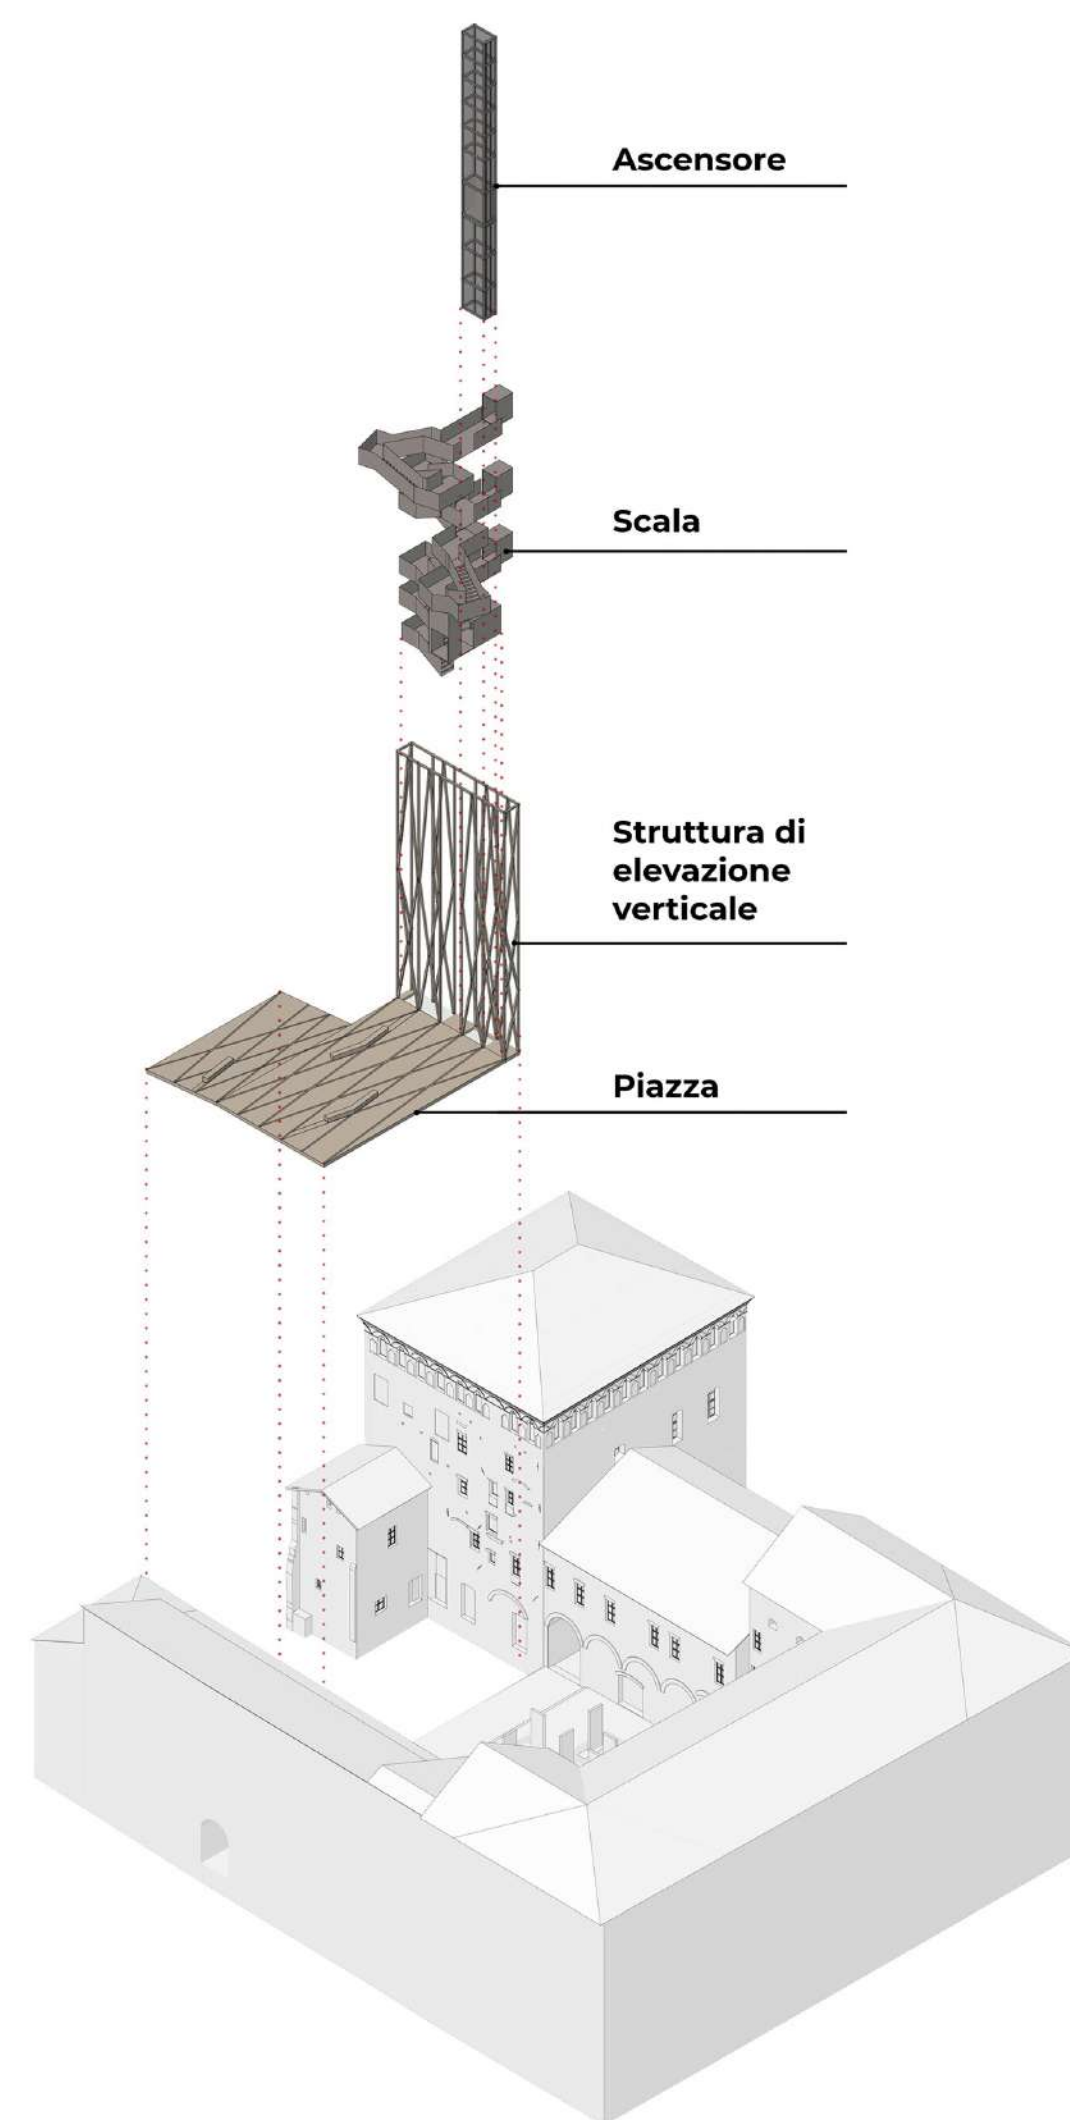 Ascensore
Scala
Struttura di
elevazione
verticale
Piazza